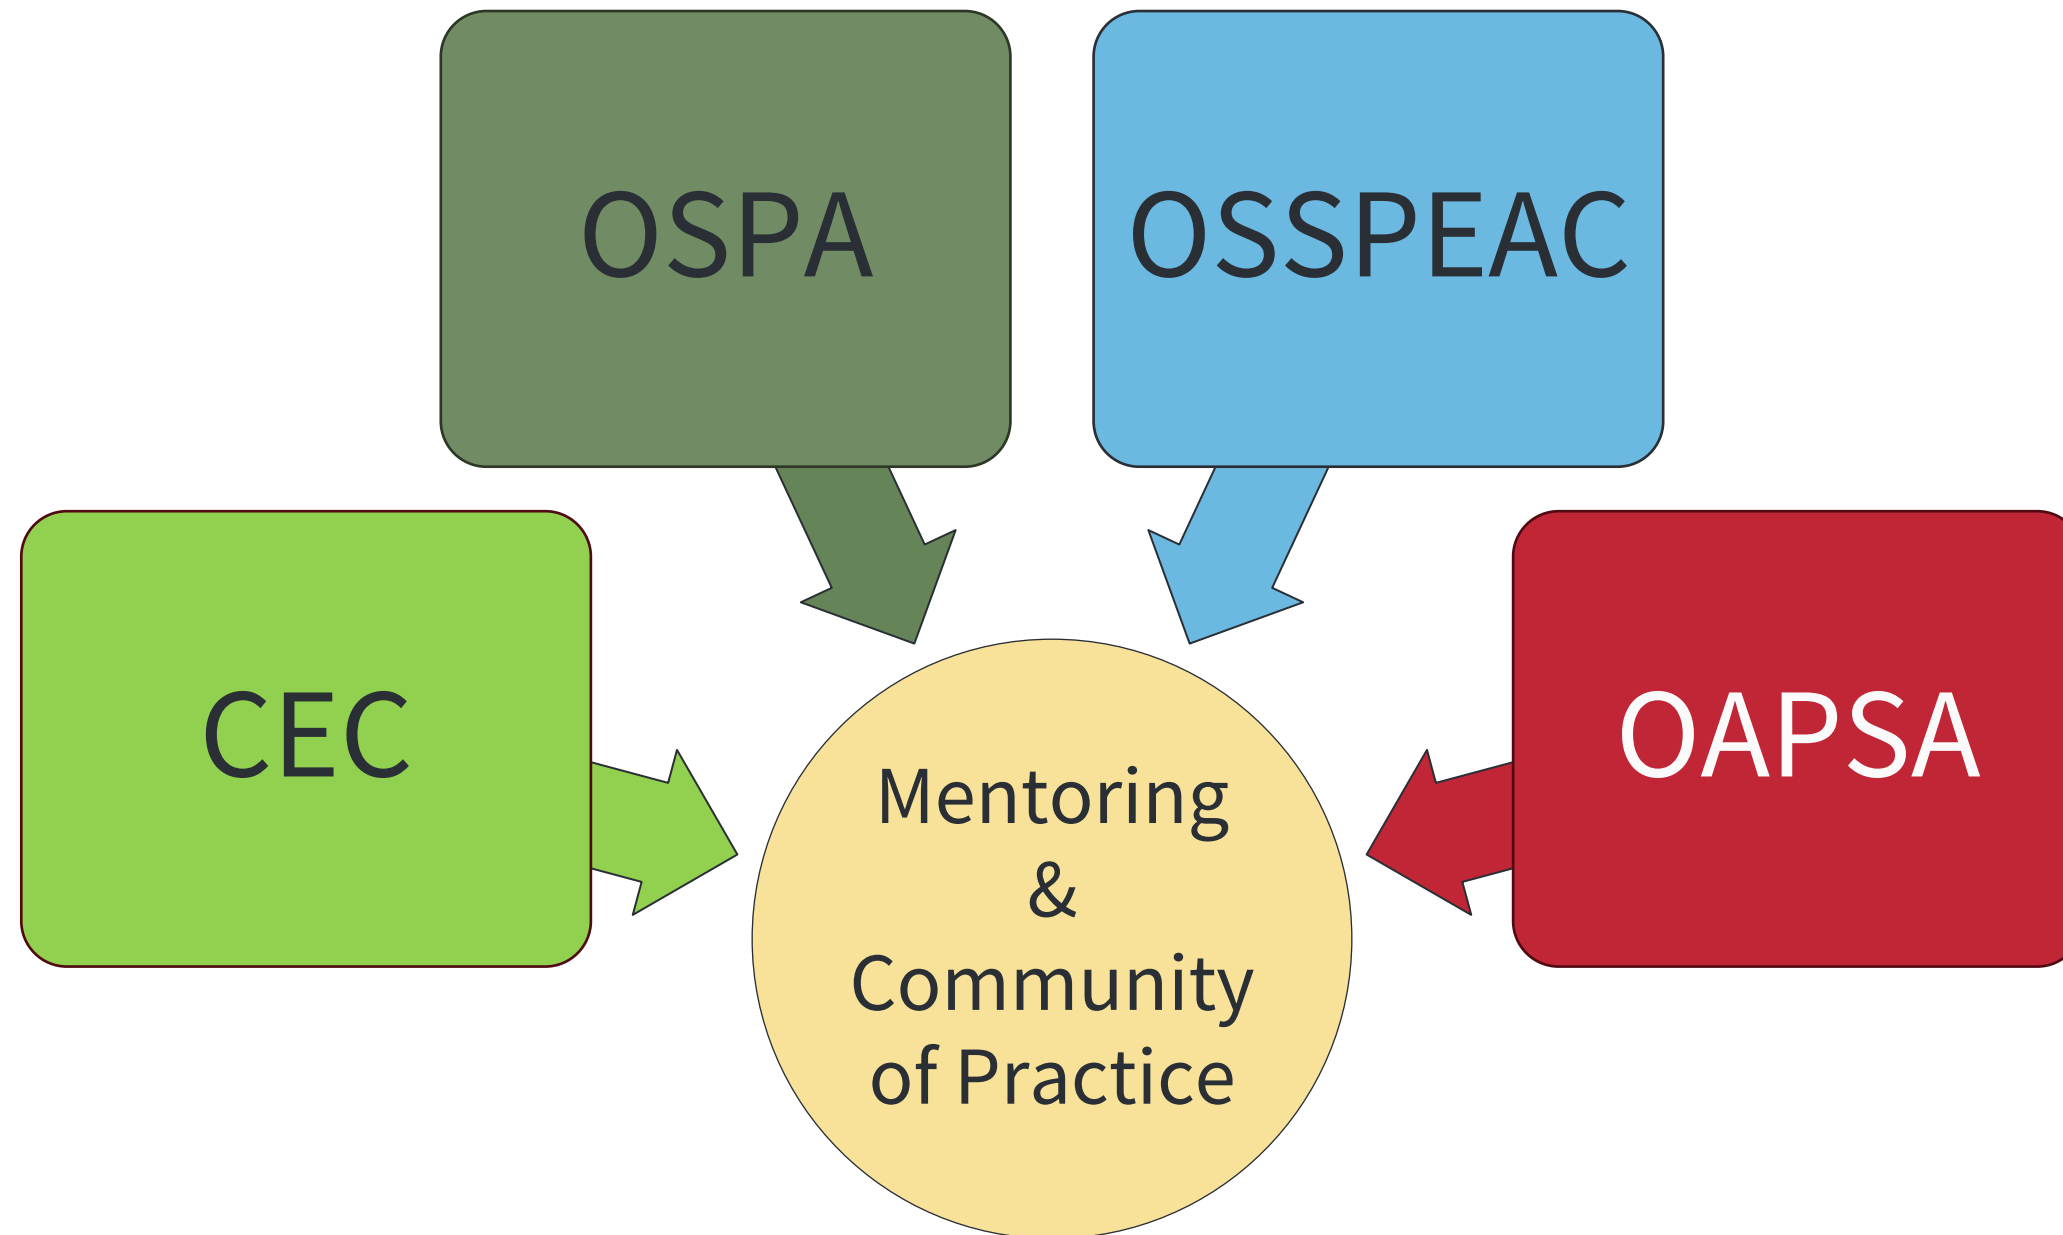 OSPA
OSSPEAC
CEC
OAPSA
Mentoring
&
Community
of Practice